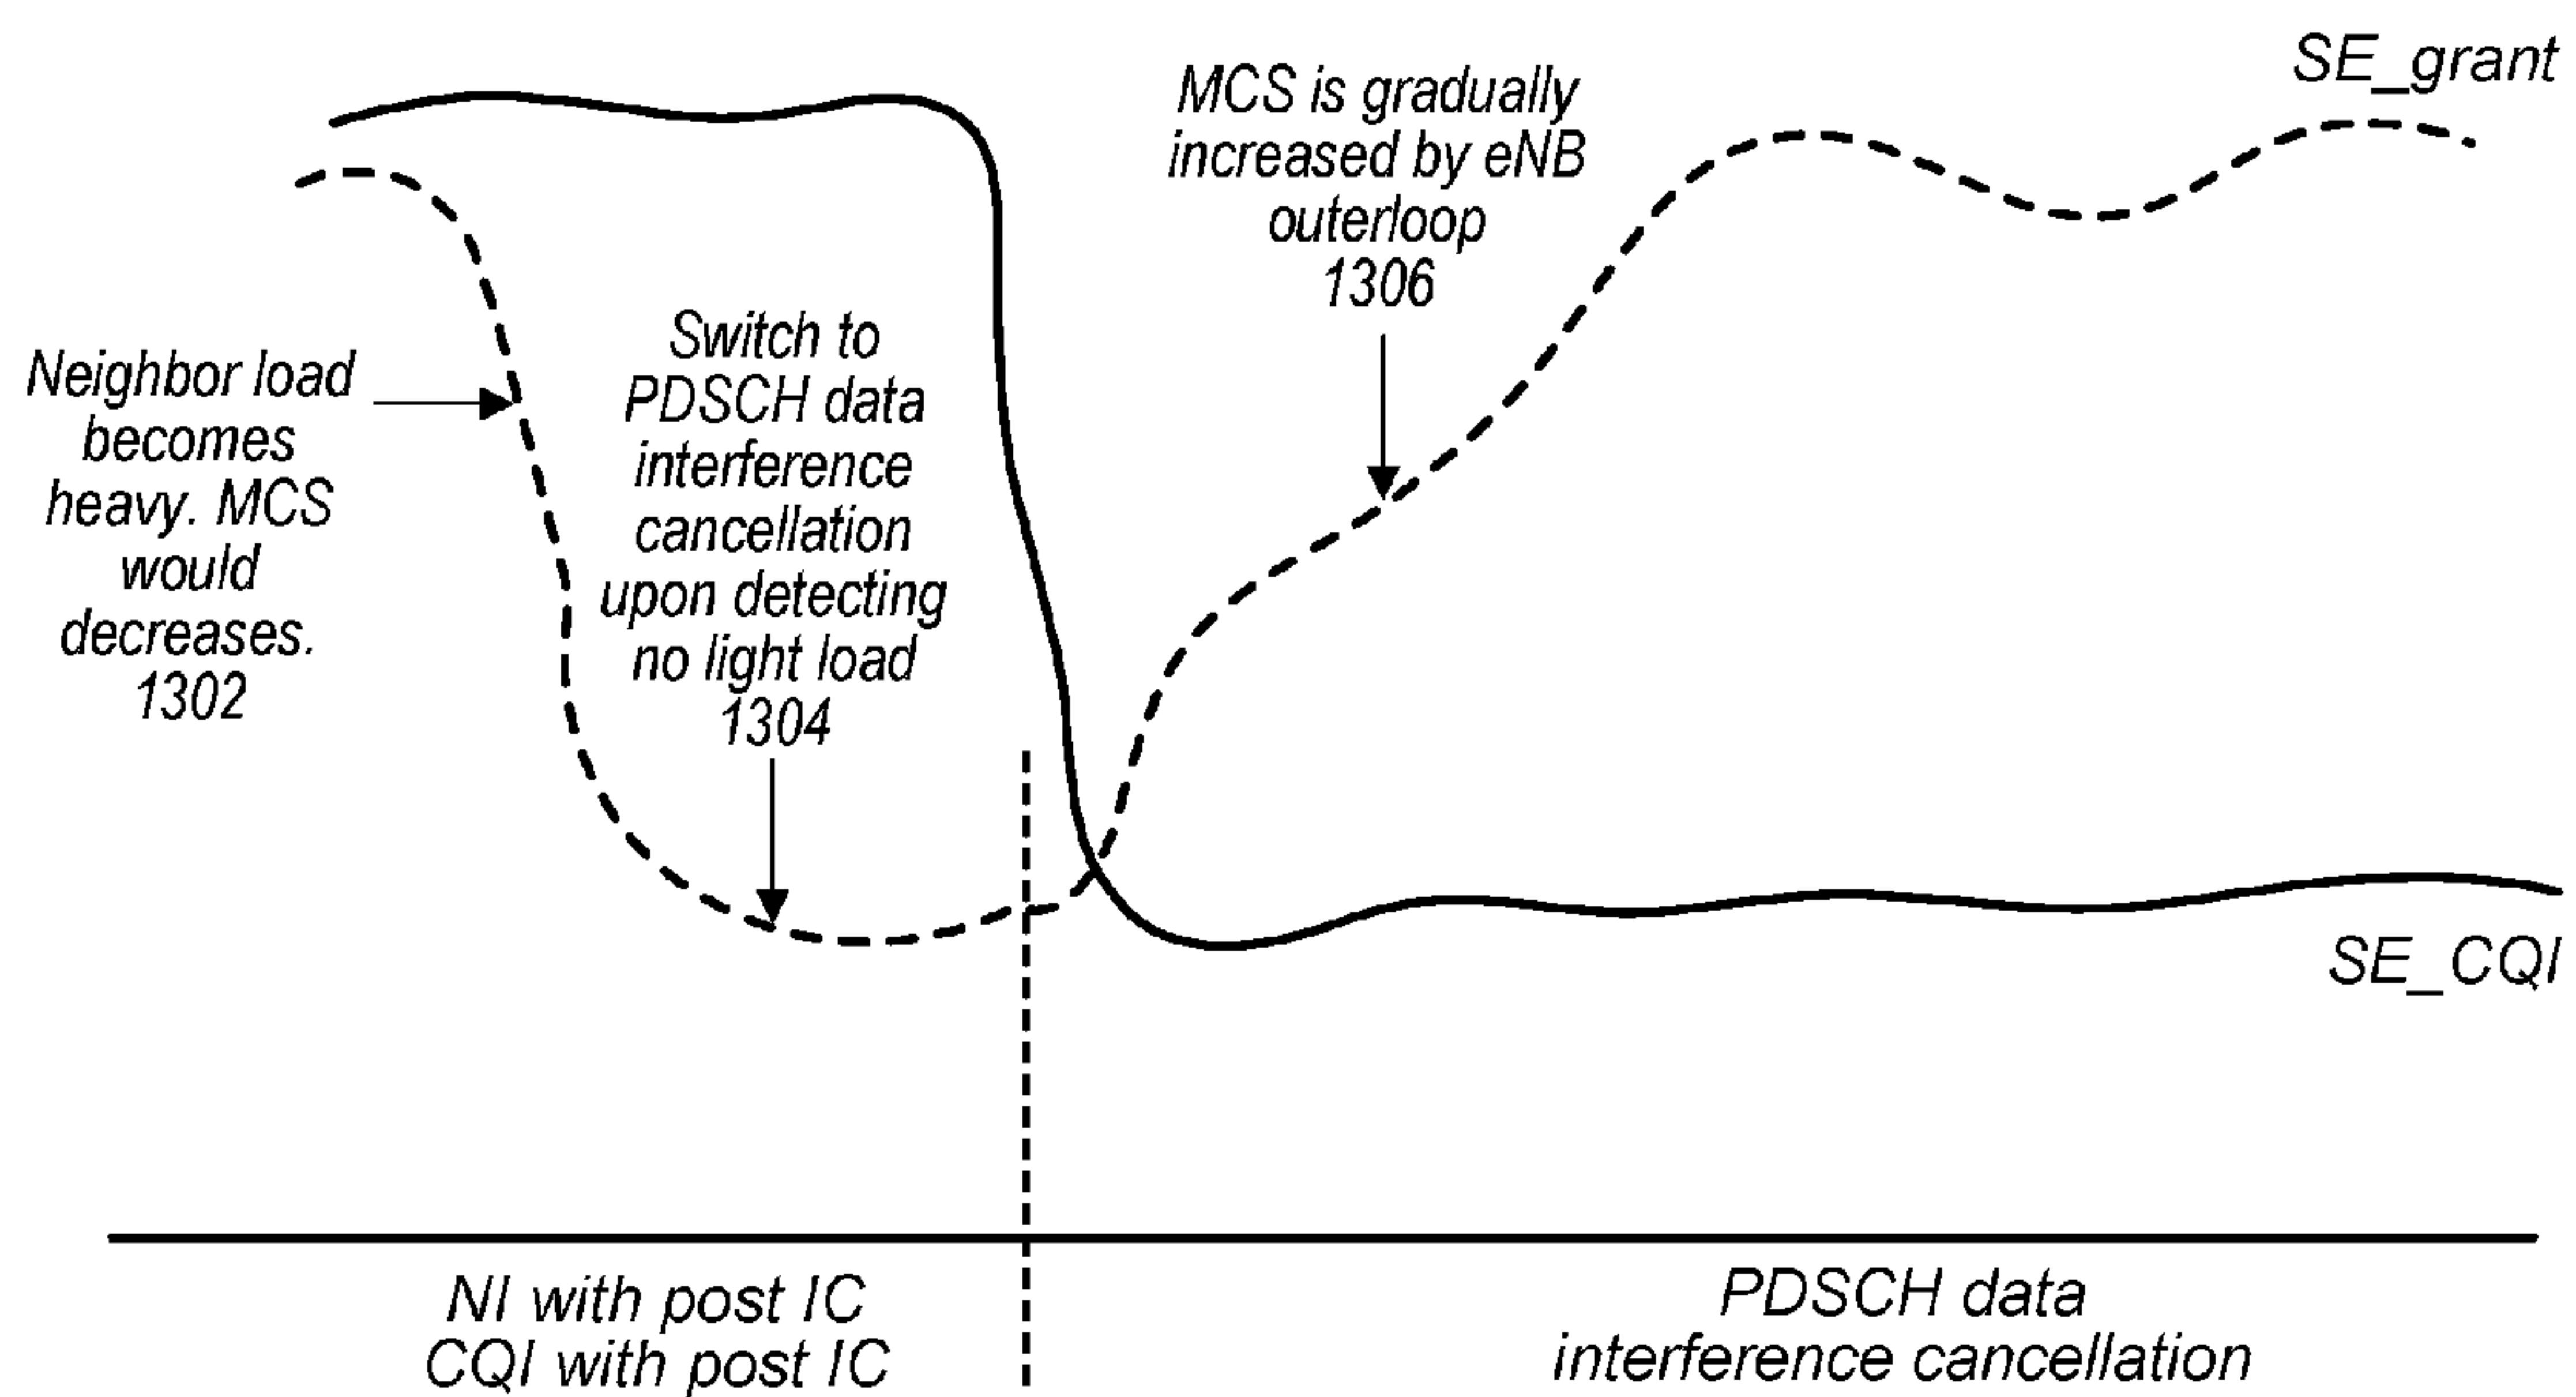 SE_grant
MCS is gradually
increased by eNB
outerloop
1306
Neighbor load
becomes
heavy. MCS
would
decreases.
1302
Switch to
PDSCH data
interference
cancellation
upon detecting
no light load
1304
SE_CQI
NI with post IC
CQI with post IC
PDSCH data
interference cancellation